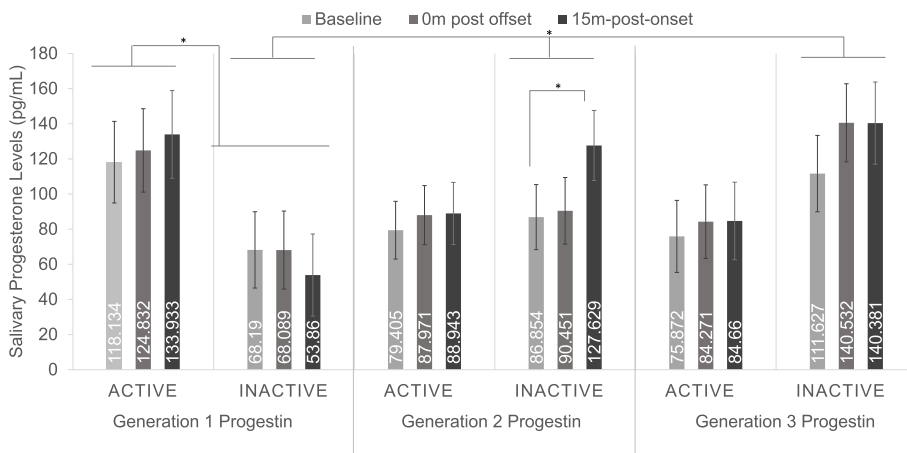 Baseline 0m post offset 15m-post-onset
* *
180
160
140
120
100
80
60
40
20
0
Salivary Progesterone Levels (pg/mL)
*
118.134 124.832 133.933 68.19 68.089 53.86 79.405 87.971 88.943 86.854 90.451 127.629 75.872 84.271 84.66 111.627 140.532 140.381
ACTIVE INACTIVE ACTIVE INACTIVE ACTIVE INACTIVE
Generation 1 Progestin Generation 2 Progestin Generation 3 Progestin